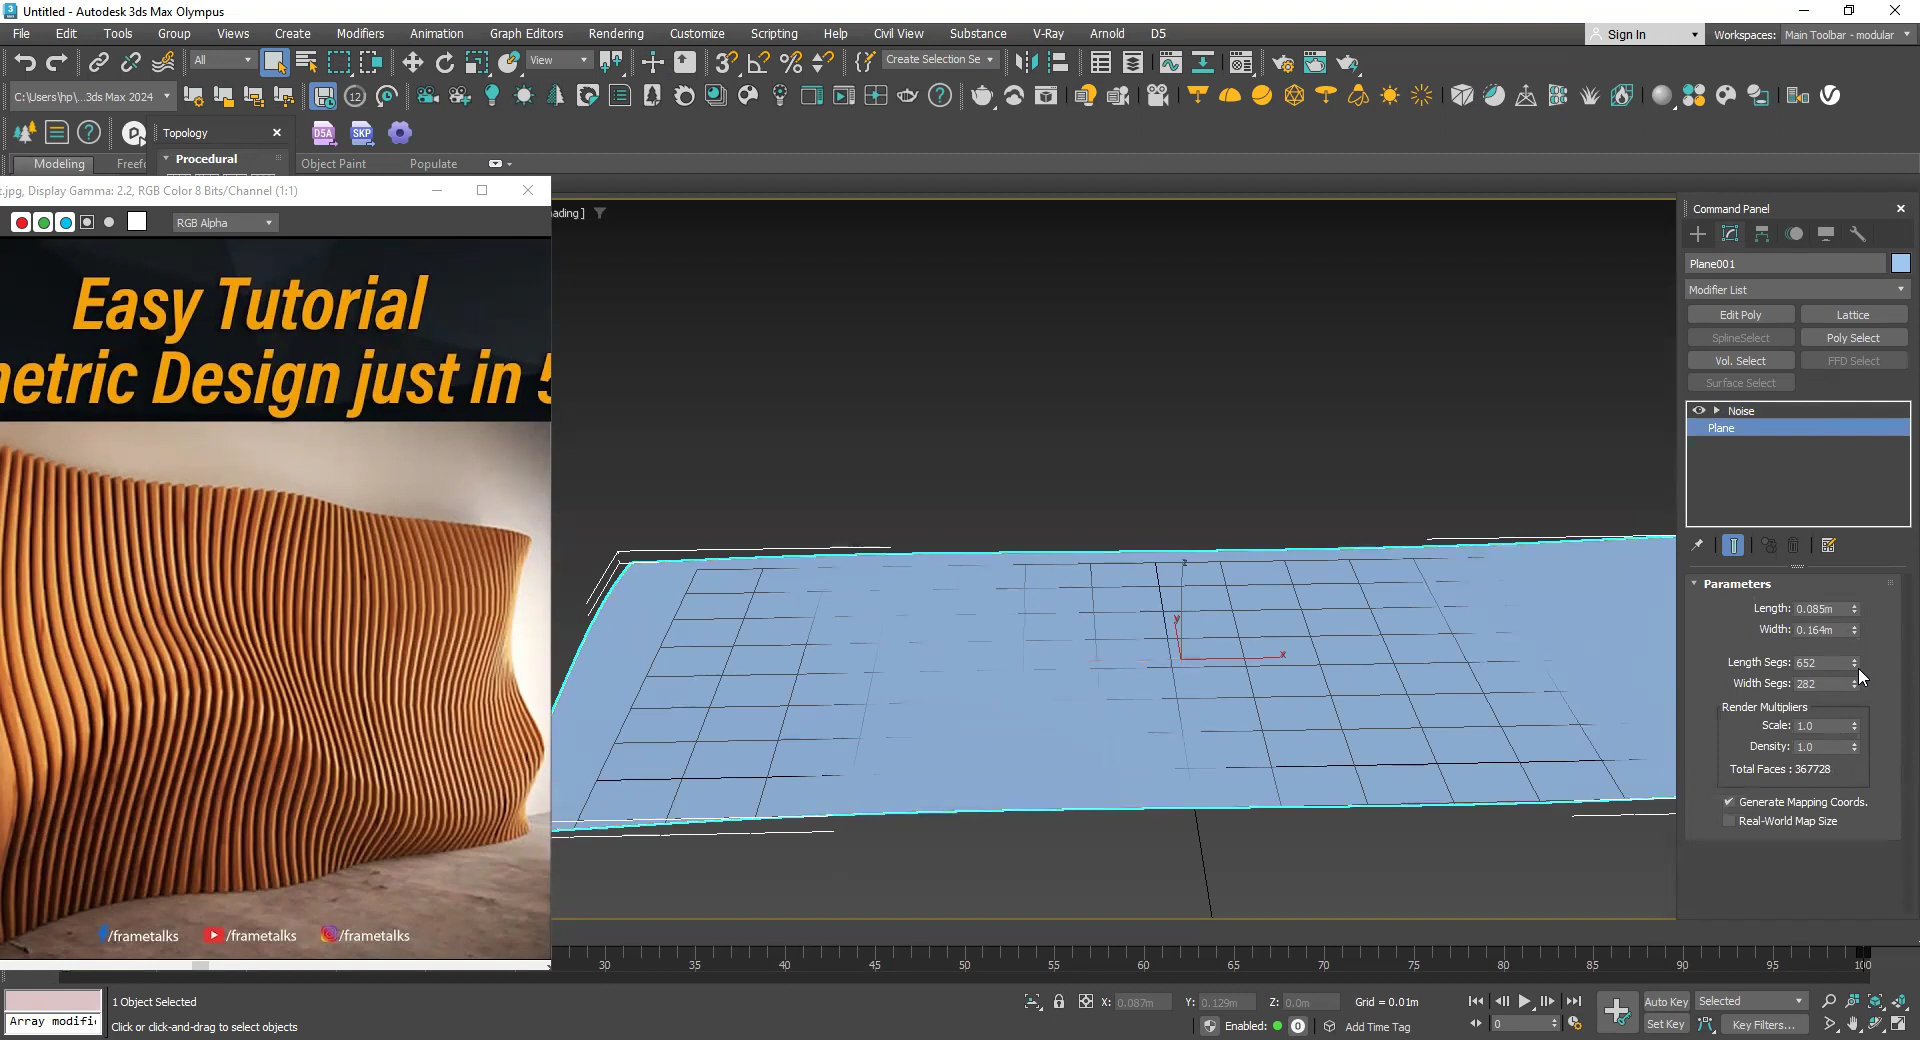 Untitled - Autodesk 3ds Max Olympus
File Edit Tools Group Views Create Modifiers Animation Graph Editors Rendering Customize Scripting Help Civil View Substance V-Ray Arnold D5
Sign In Workspaces: Main Toolbar - modular
All View Create Selection Se
C:\Users\hp\...3ds Max 2024 12
Topology D5A SKP
Procedural
Modeling Freef Object Paint Populate
t.jpg, Display Gamma: 2.2, RGB Color 8 Bits/Channel (1:1)
ading ]
RGB Alpha
Easy Tutorial
netric Design just in 5
/frametalks /frametalks /frametalks
z
y
x
Command Panel
Plane001
Modifier List
Edit Poly Lattice
SplineSelect Poly Select
Vol. Select FFD Select
Surface Select
Noise
Plane
Parameters
Length: 0.085m
Width: 0.164m
Length Segs: 652
Width Segs: 282
Render Multipliers
Scale: 1.0
Density: 1.0
Total Faces : 367728
Generate Mapping Coords.
Real-World Map Size
30 35 40 45 50 55 60 65 70 75 80 85 90 95 100
1 Object Selected X: 0.087m Y: 0.129m Z: 0.0m Grid = 0.01m Auto Key Selected
Array modifi Click or click-and-drag to select objects Enabled: 0 Add Time Tag 0 Set Key Key Filters...